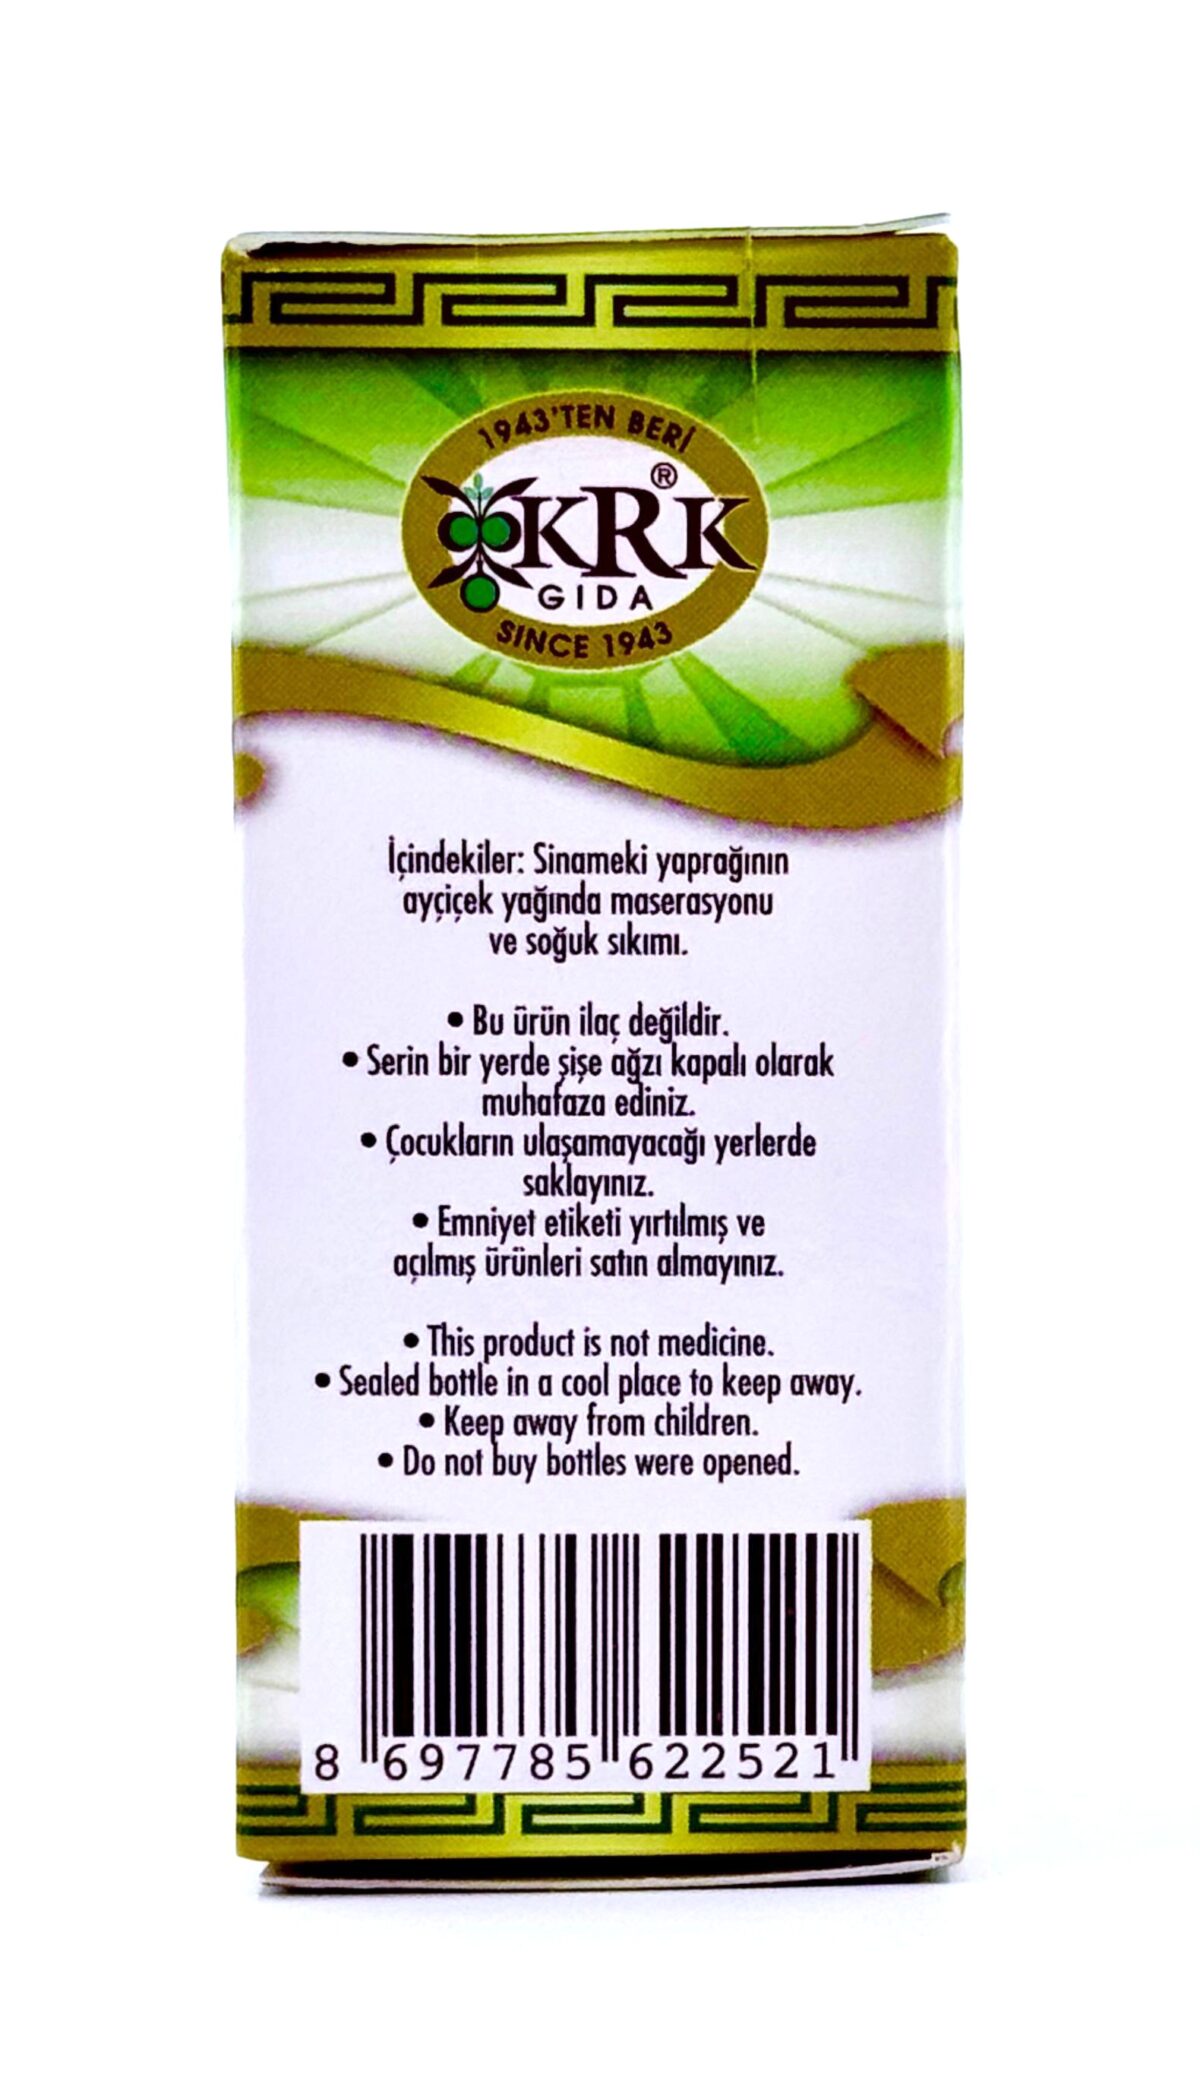 1943'TEN BERİ
KRK®
GIDA
SINCE 1943
İçindekiler: Sinameki yaprağının
ayçiçek yağında maserasyonu
ve soğuk sıkımı.
• Bu ürün ilaç değildir.
• Serin bir yerde şişe ağzı kapalı olarak
muhafaza ediniz.
• Çocukların ulaşamayacağı yerlerde
saklayınız.
• Emniyet etiketi yırtılmış ve
açılmış ürünleri satın almayınız.
• This product is not medicine.
• Sealed bottle in a cool place to keep away.
• Keep away from children.
• Do not buy bottles were opened.
8 697785 622521